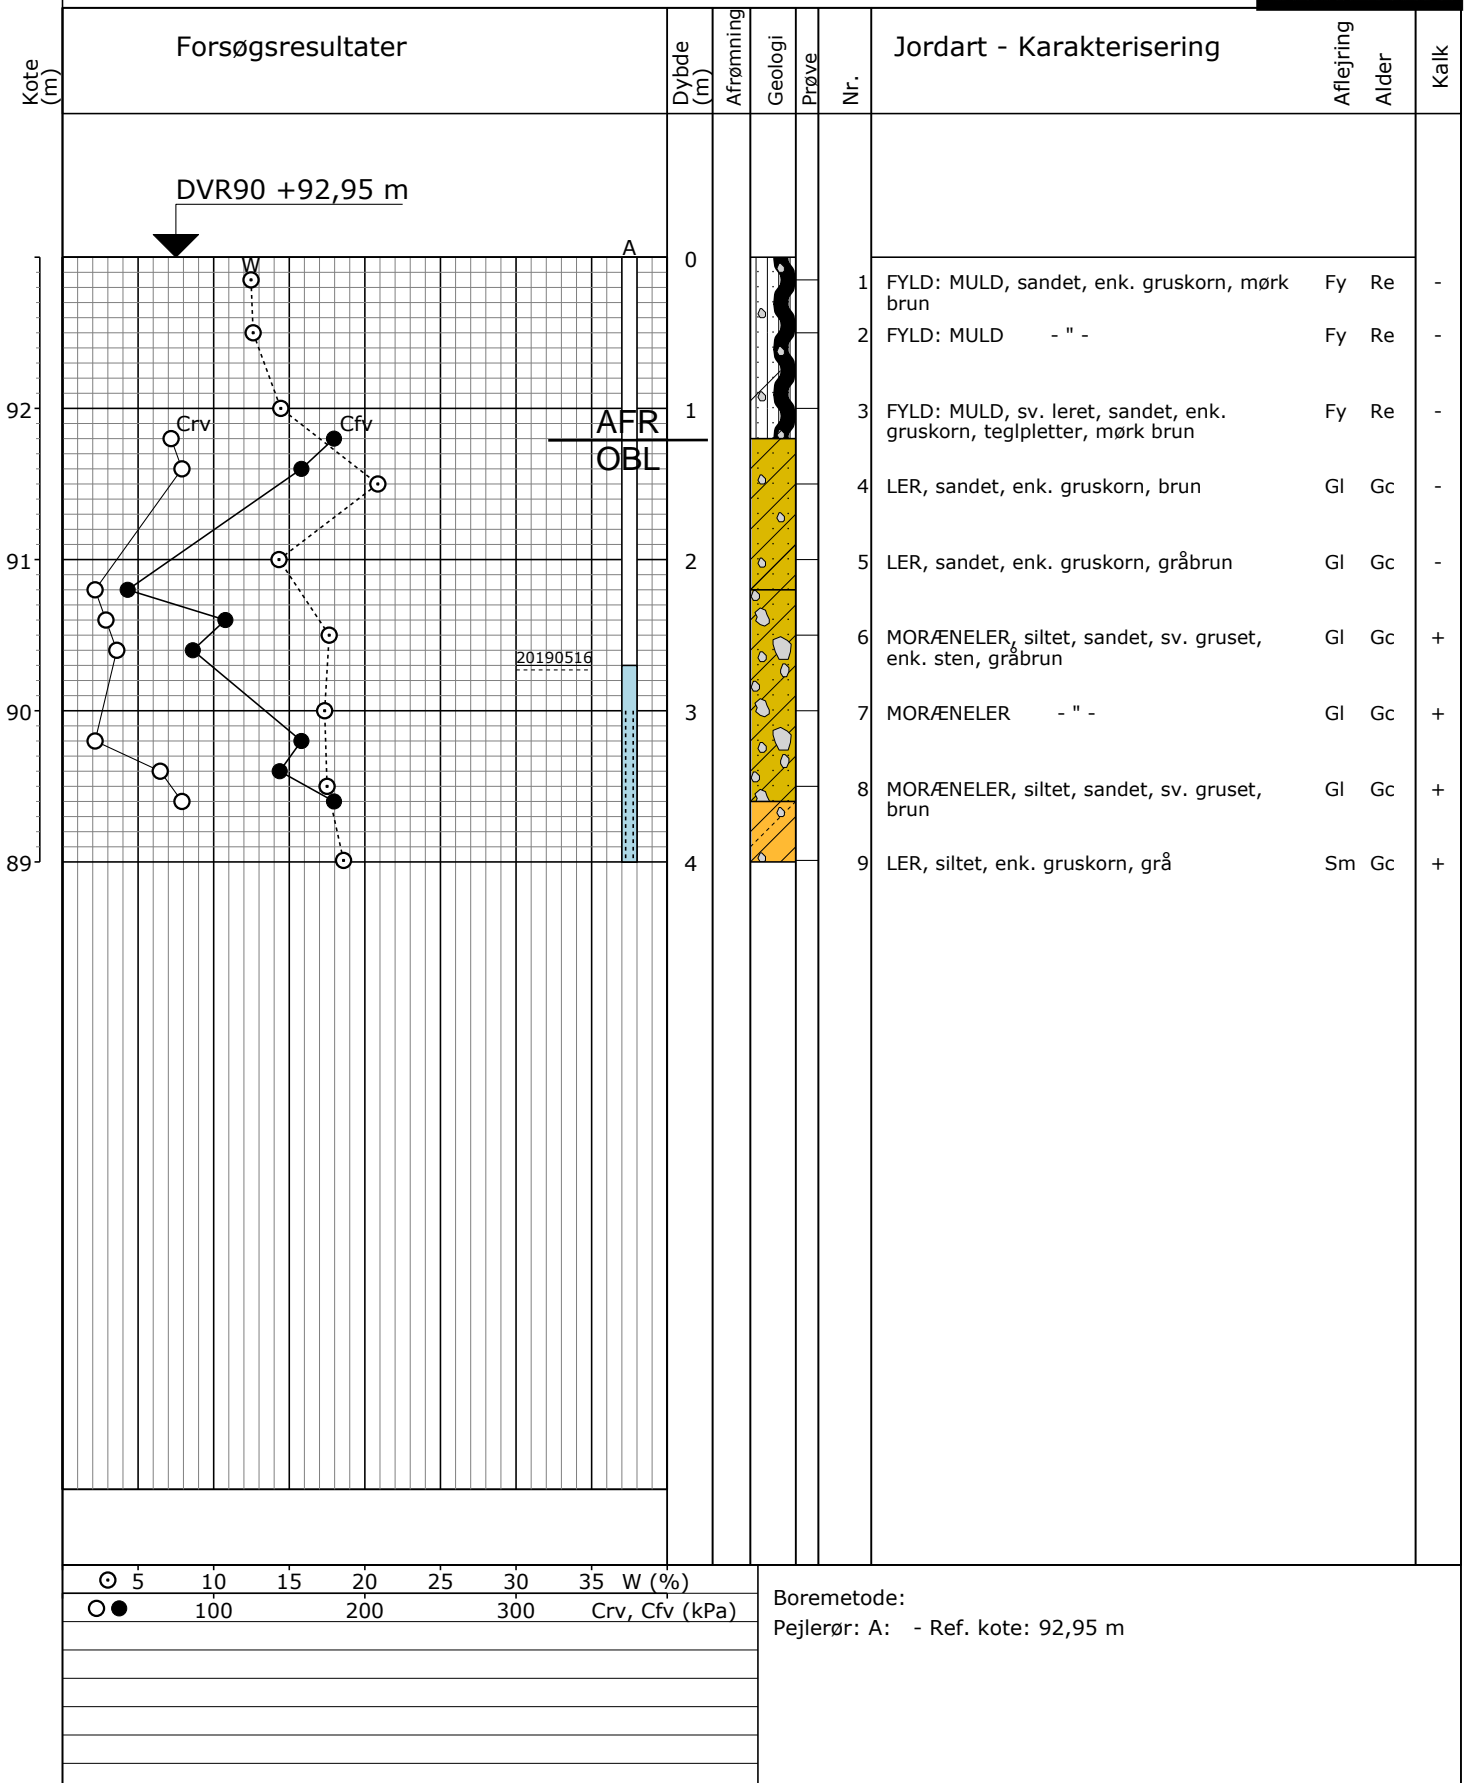 Kote (m)
Forsøgsresultater
Dybde (m)
Afrømning
Geologi
Prøve
Nr.
Jordart - Karakterisering
Aflejring
Alder
Kalk
DVR90 +92,95 m
A
W
0
1 FYLD: MULD, sandet, enk. gruskorn, mørk Fy Re -
brun
2 FYLD: MULD - " - Fy Re -
92 1
Crv Cfv
AFR
OBL
3 FYLD: MULD, sv. leret, sandet, enk. Fy Re -
gruskorn, teglpletter, mørk brun
4 LER, sandet, enk. gruskorn, brun Gl Gc -
91 2
5 LER, sandet, enk. gruskorn, gråbrun Gl Gc -
6 MORÆNELER, siltet, sandet, sv. gruset, Gl Gc +
enk. sten, gråbrun
20190516
90 3
7 MORÆNELER - " - Gl Gc +
8 MORÆNELER, siltet, sandet, sv. gruset, Gl Gc +
brun
89 4
9 LER, siltet, enk. gruskorn, grå Sm Gc +
5 10 15 20 25 30 35 W (%)
100 200 300 Crv, Cfv (kPa)
Boremetode:
Pejlerør: A: - Ref. kote: 92,95 m